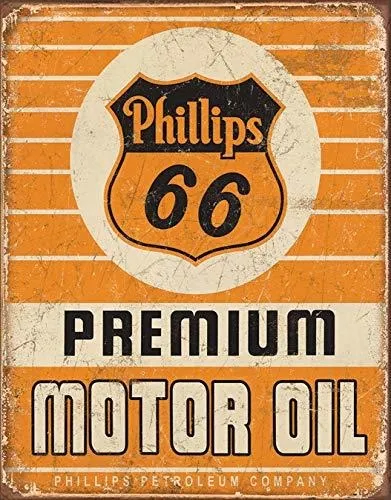 Phillips
66
PREMIUM
MOTOR OIL
PHILLIPS PETROLEUM COMPANY